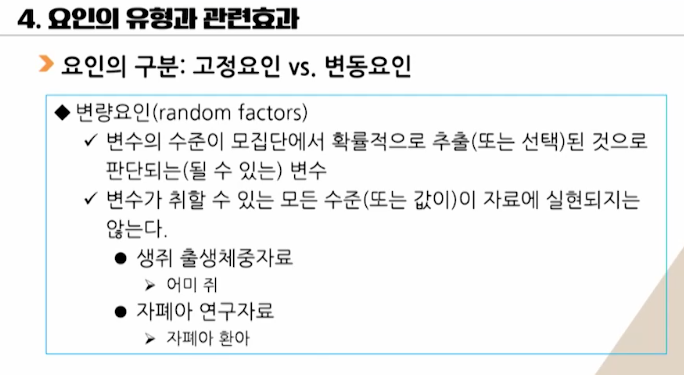 4. 요인의 유형과 관련효과
요인의 구분: 고정요인 vs. 변동요인
◆ 변량요인(random factors)
✓ 변수의 수준이 모집단에서 확률적으로 추출(또는 선택)된 것으로
판단되는(될 수 있는) 변수
✓ 변수가 취할 수 있는 모든 수준(또는 값이)이 자료에 실현되지는
않는다.
● 생쥐 출생체중자료
➢ 어미 쥐
● 자폐아 연구자료
➢ 자폐아 환아